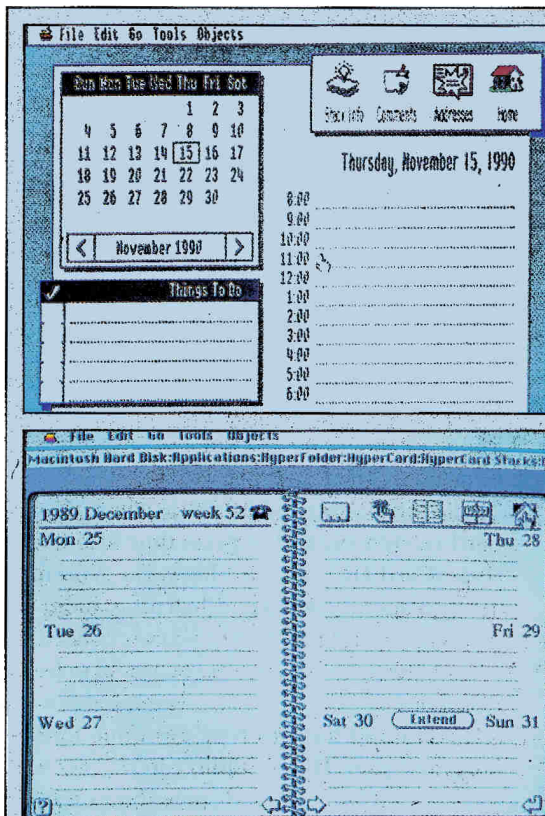 File Edit Go Tools Objects
Sun Mon Tue Wed Thu Fri Sat
1 2 3
4 5 6 7 8 9 10
11 12 13 14 15 16 17
18 19 20 21 22 23 24
25 26 27 28 29 30
November 1990
Things To Do
Stack Info Comments Addresses Home
Thursday, November 15, 1990
8:00
9:00
10:00
11:00
12:00
1:00
2:00
3:00
4:00
5:00
6:00
File Edit Go Tools Objects
Macintosh Hard Disk:Applications:HyperFolder:HyperCard:HyperCard Stacks:
1989 December week 52
Mon 25
Tue 26
Wed 27
Thu 28
Fri 29
Sat 30 Extend Sun 31
?